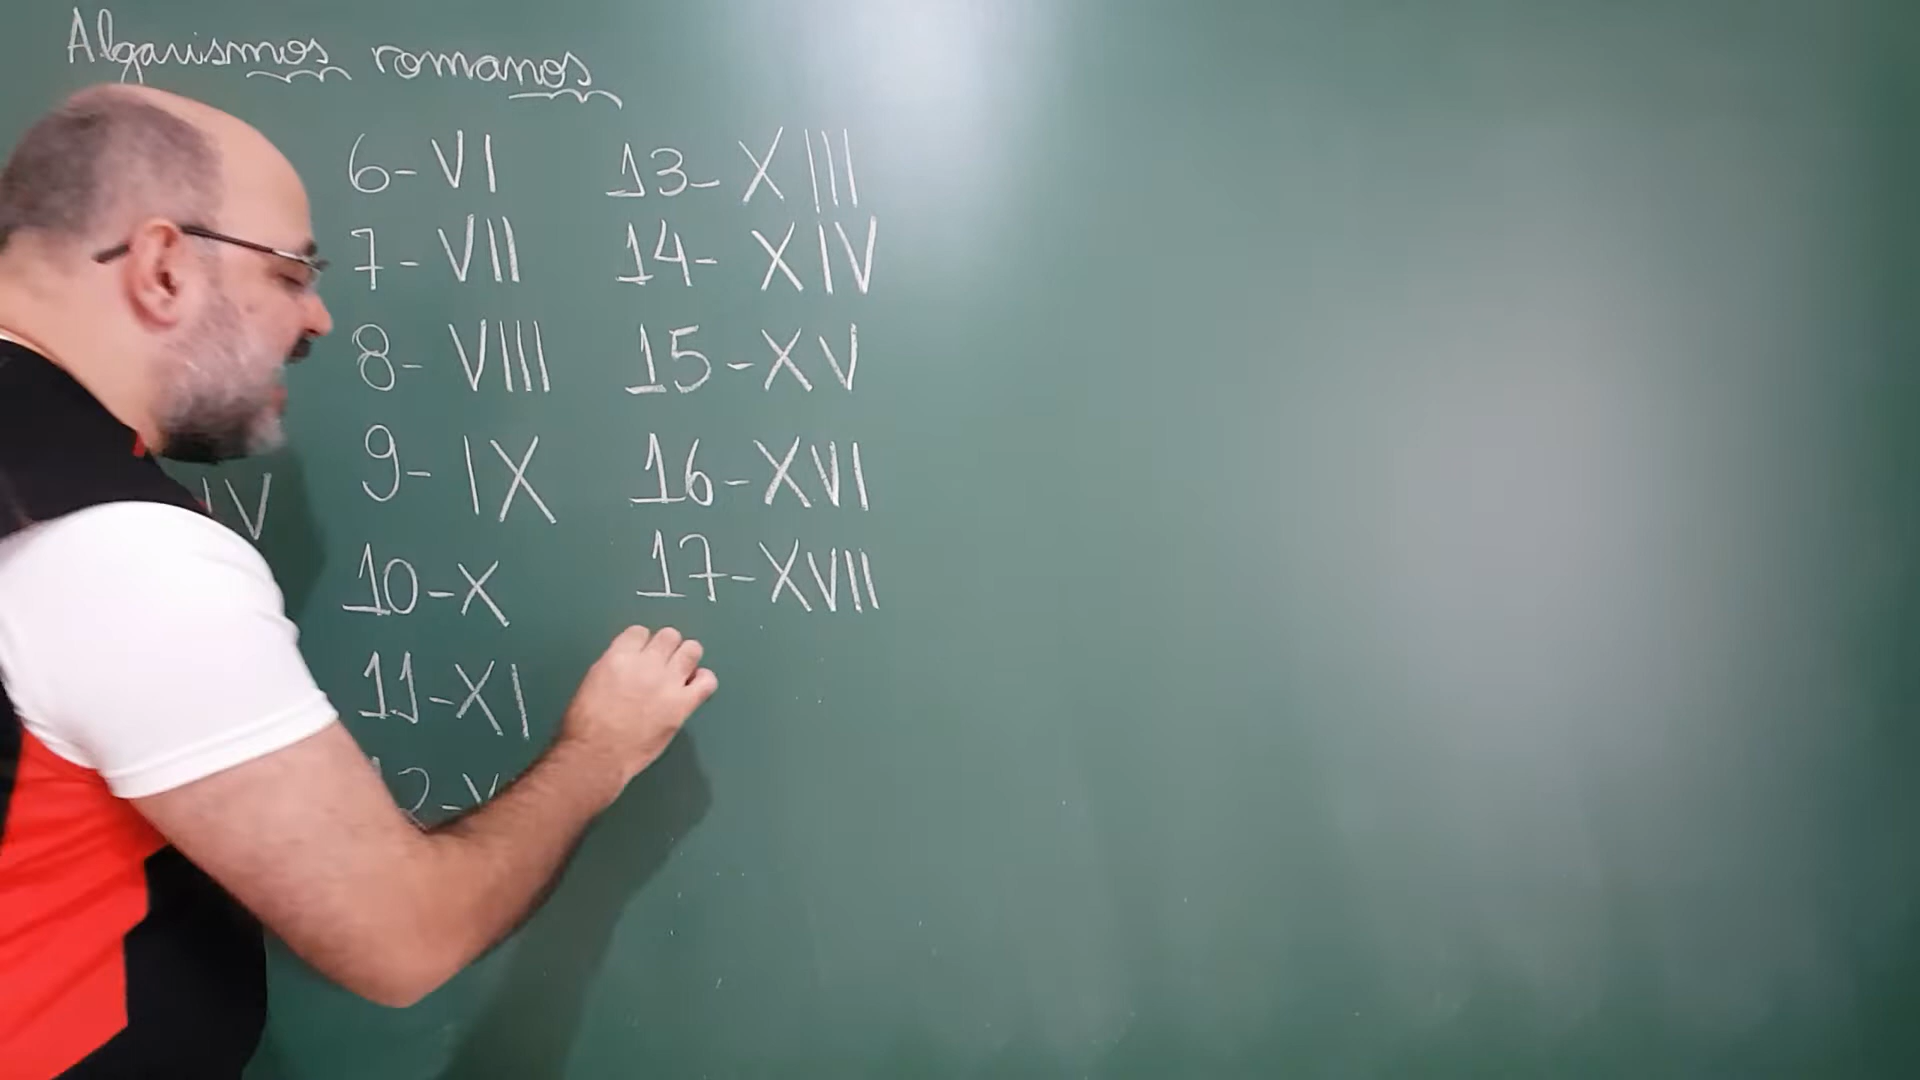 Algarismos romanos
IV
6-VI
7-VII
8-VIII
9-IX
10-X
11-XI
13-XIII
14-XIV
15-XV
16-XVI
17-XVII